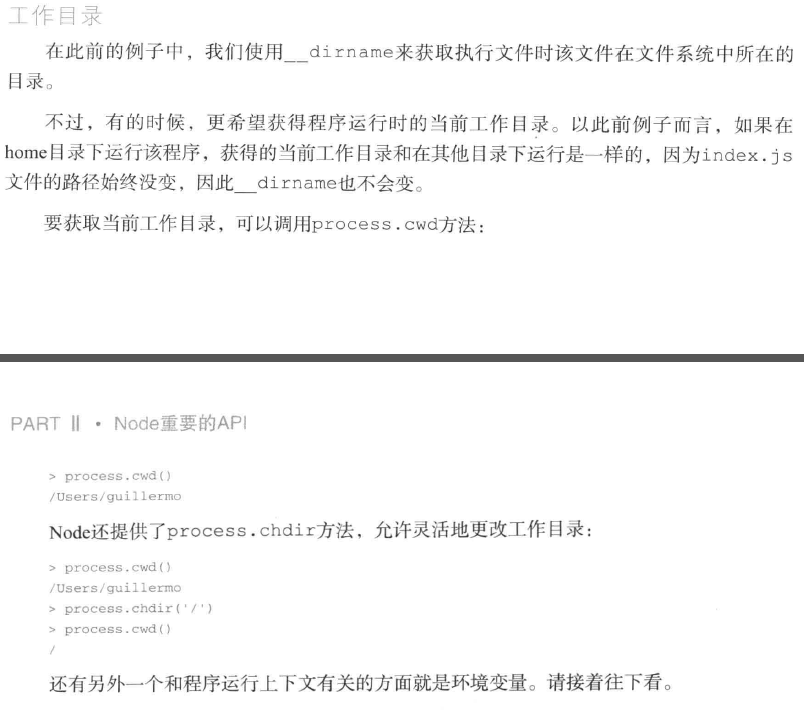 工作目录
在此前的例子中，我们使用__dirname来获取执行文件时该文件在文件系统中所在的
目录。
不过，有的时候，更希望获得程序运行时的当前工作目录。以此前例子而言，如果在
home目录下运行该程序，获得的当前工作目录和在其他目录下运行是一样的，因为index.js
文件的路径始终没变，因此__dirname也不会变。
要获取当前工作目录，可以调用process.cwd方法：
PART II • Node重要的API
> process.cwd()
/Users/guillermo
Node还提供了process.chdir方法，允许灵活地更改工作目录：
> process.cwd()
/Users/guillermo
> process.chdir('/')
> process.cwd()
/
还有另外一个和程序运行上下文有关的方面就是环境变量。请接着往下看。